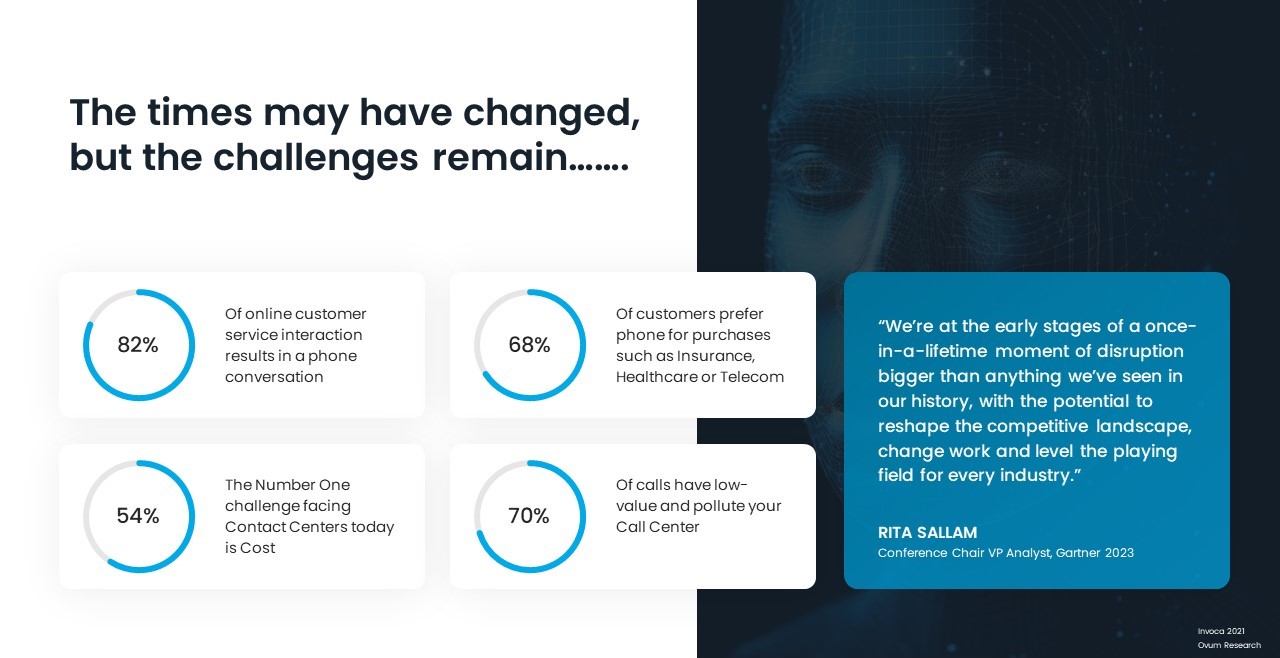 The times may have changed,
but the challenges remain…….
82%
Of online customer
service interaction
results in a phone
conversation
68%
Of customers prefer
phone for purchases
such as Insurance,
Healthcare or Telecom
54%
The Number One
challenge facing
Contact Centers today
is Cost
70%
Of calls have low-
value and pollute your
Call Center
“We’re at the early stages of a once-
in-a-lifetime moment of disruption
bigger than anything we’ve seen in
our history, with the potential to
reshape the competitive landscape,
change work and level the playing
field for every industry.”
RITA SALLAM
Conference Chair VP Analyst, Gartner 2023
Invoca 2021
Ovum Research